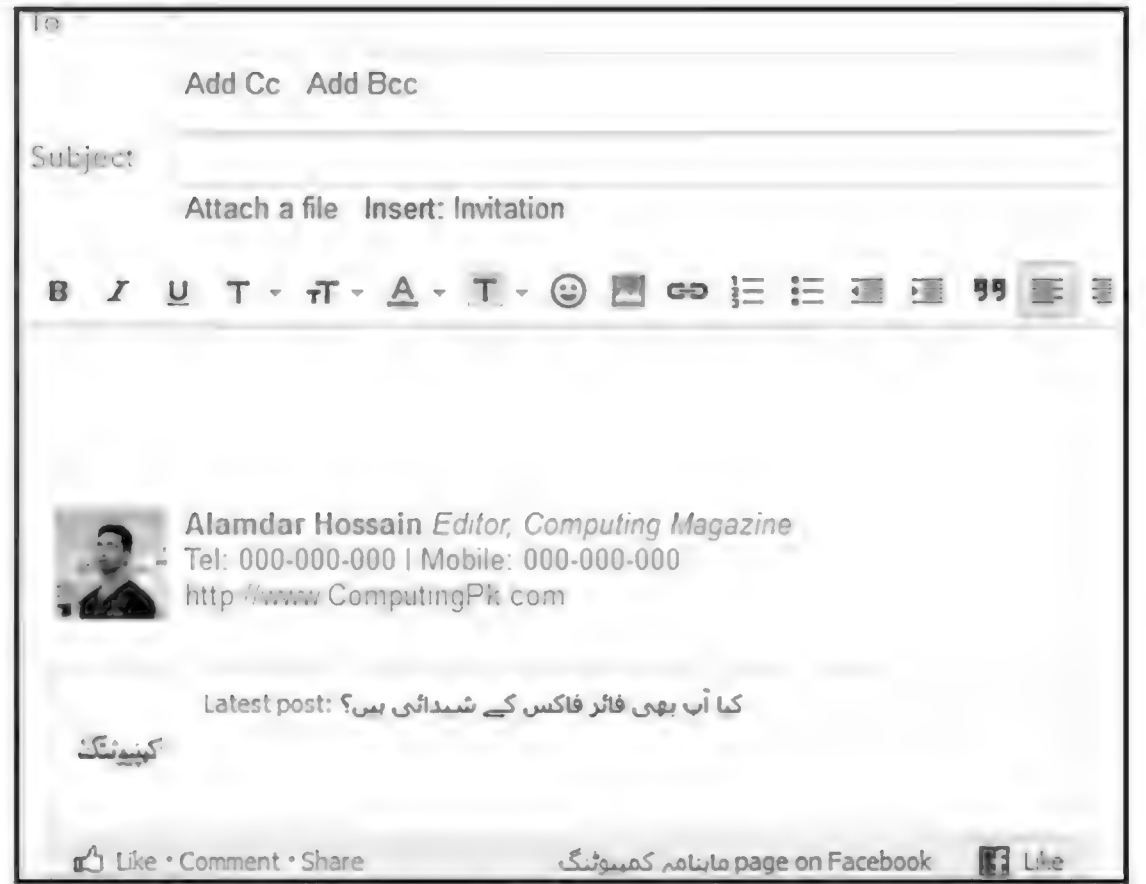 To
Add Cc Add Bcc
Subject
Attach a file Insert: Invitation
B I U T T A T
Alamdar Hossain Editor, Computing Magazine
Tel: 000-000-000 | Mobile: 000-000-000
http://www.ComputingPk.com
Latest post: کیا آپ بھی فائر فاکس کے شیدائی ہیں؟
کمپیوٹنگ
Like · Comment · Share ماہنامہ کمپیوٹنگ page on Facebook Like